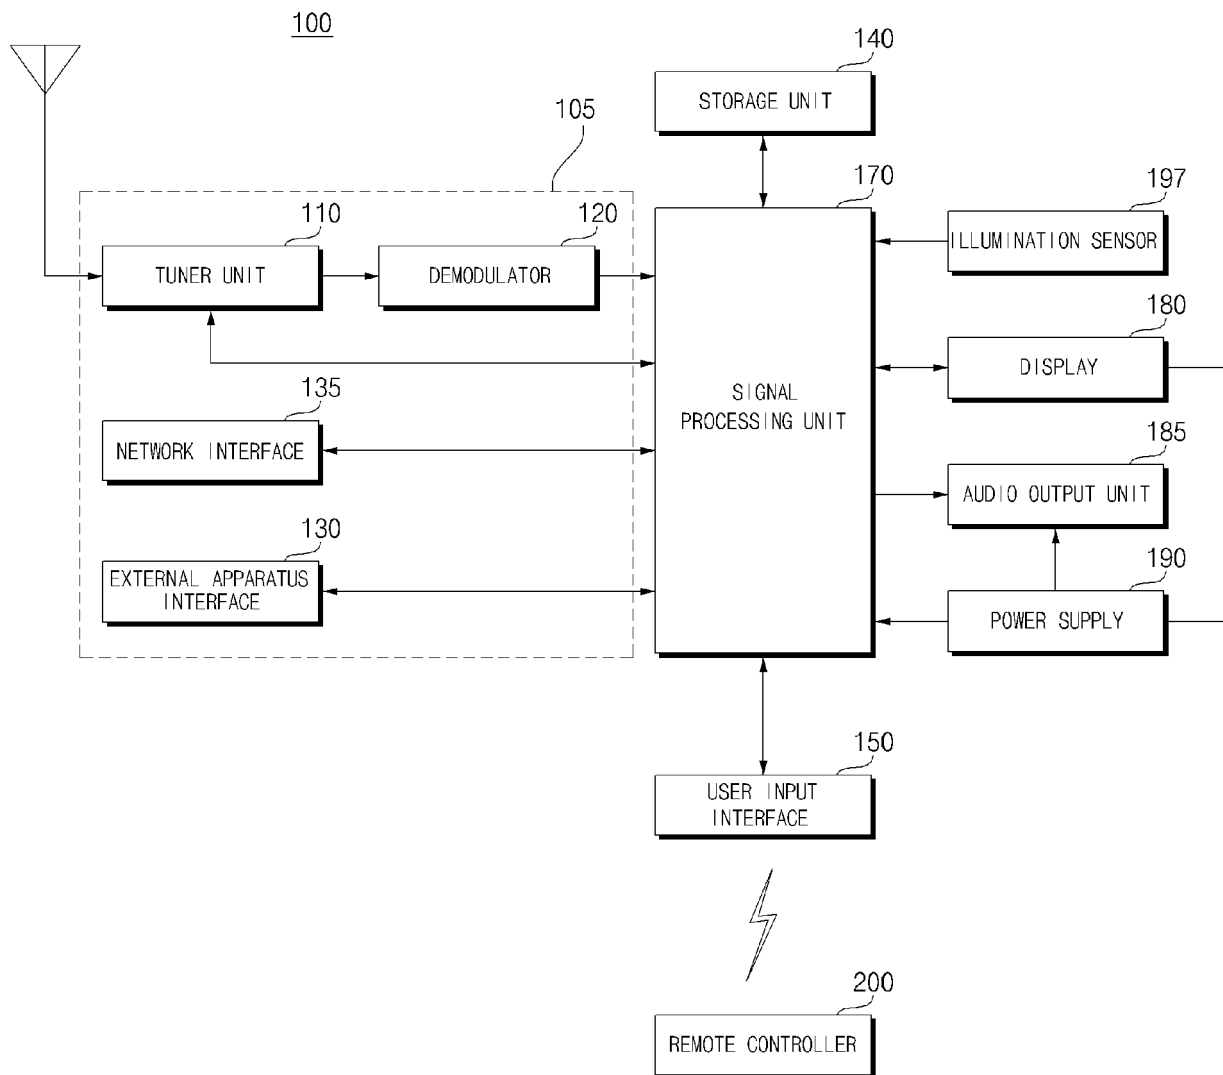 100
140
STORAGE UNIT
105
110
TUNER UNIT
120
DEMODULATOR
170
SIGNAL
PROCESSING UNIT
197
ILLUMINATION SENSOR
180
DISPLAY
135
NETWORK INTERFACE
185
AUDIO OUTPUT UNIT
130
EXTERNAL APPARATUS
INTERFACE
190
POWER SUPPLY
150
USER INPUT
INTERFACE
200
REMOTE CONTROLLER